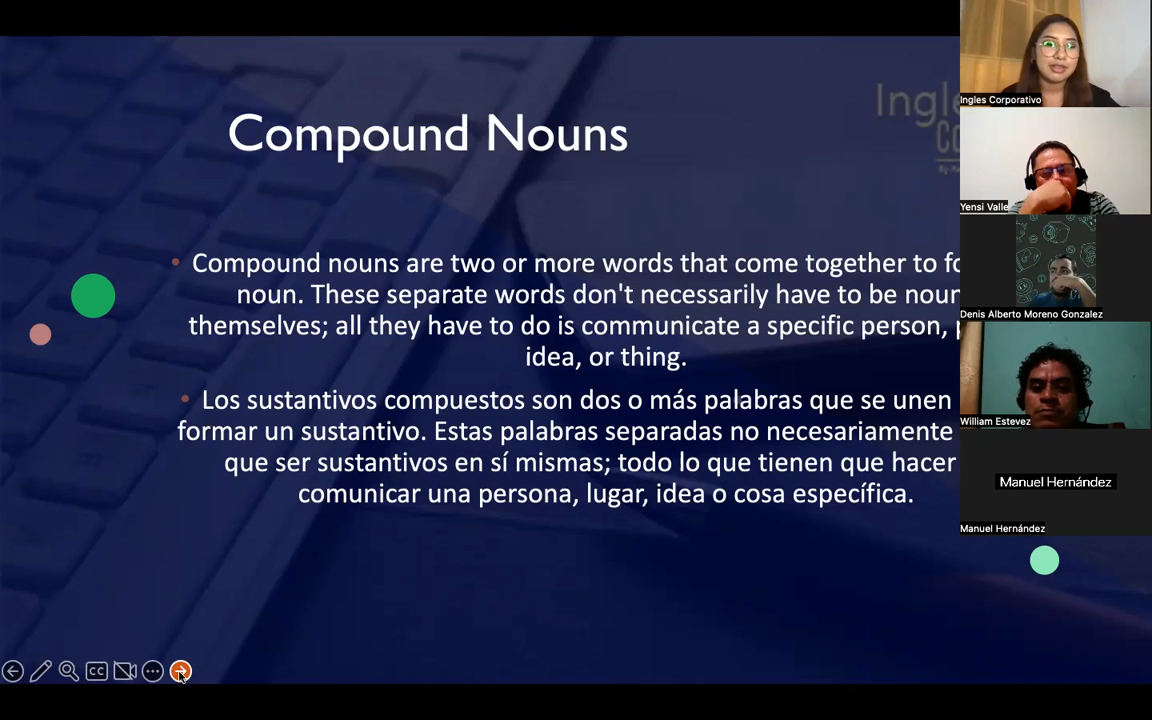 Compound Nouns
Compound nouns are two or more words that come together to
noun. These separate words don't necessarily have to be
themselves; all they have to do is communicate a specific person,
idea, or thing.
Los sustantivos compuestos son dos o más palabras que se unen
formar un sustantivo. Estas palabras separadas no necesariamente
que ser sustantivos en sí mismas; todo lo que tienen que hacer
comunicar una persona, lugar, idea o cosa específica.
Ingles Corporativo
Yensi Valle
Denis Alberto Moreno Gonzalez
William Estevez
Manuel Hernández
Manuel Hernández
CC